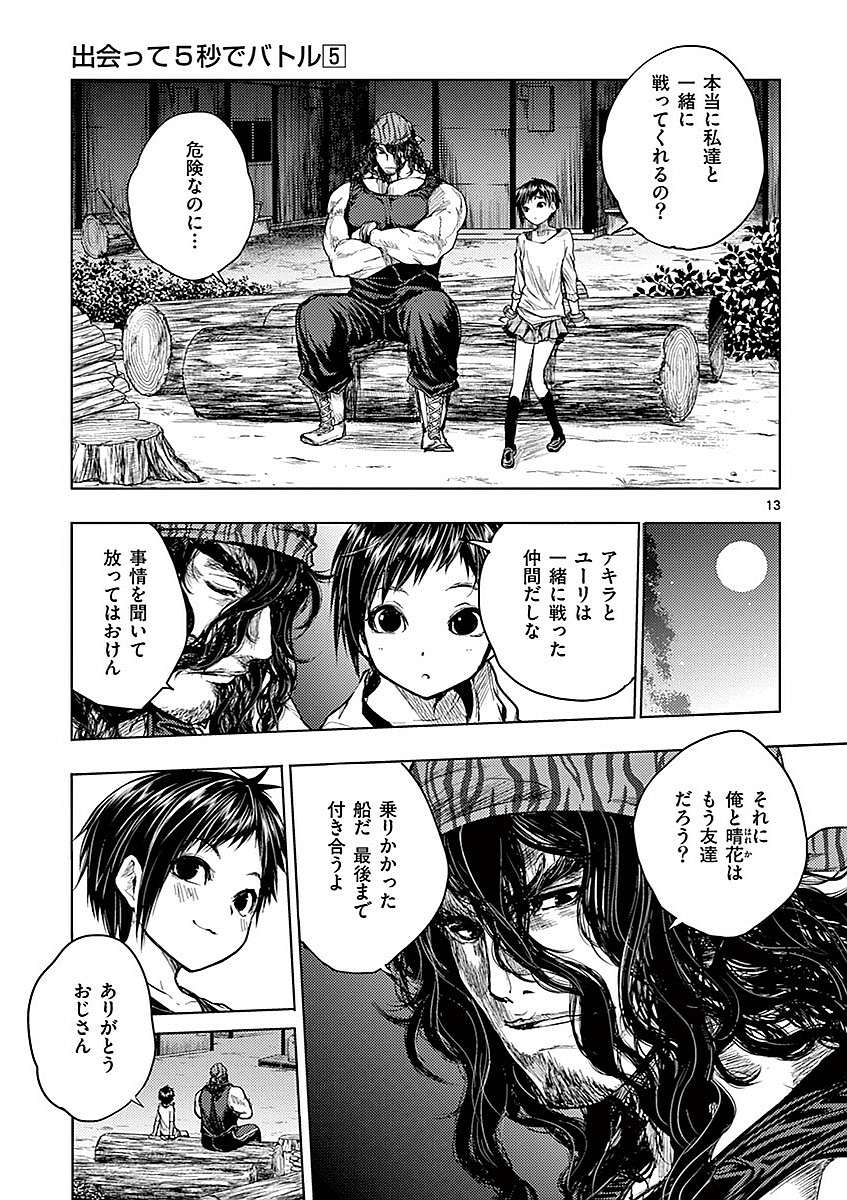 出会って5秒でバトル5
本当に私達と
一緒に
戦ってくれるの?
危険なのに…
13
アキラと
ユーリは
一緒に戦った
仲間だしな
事情を聞いて
放ってはおけん
それに
俺と晴花は
はれか
もう友達
だろう?
乗りかかった
船だ 最後まで
付き合うよ
ありがとう
おじさん